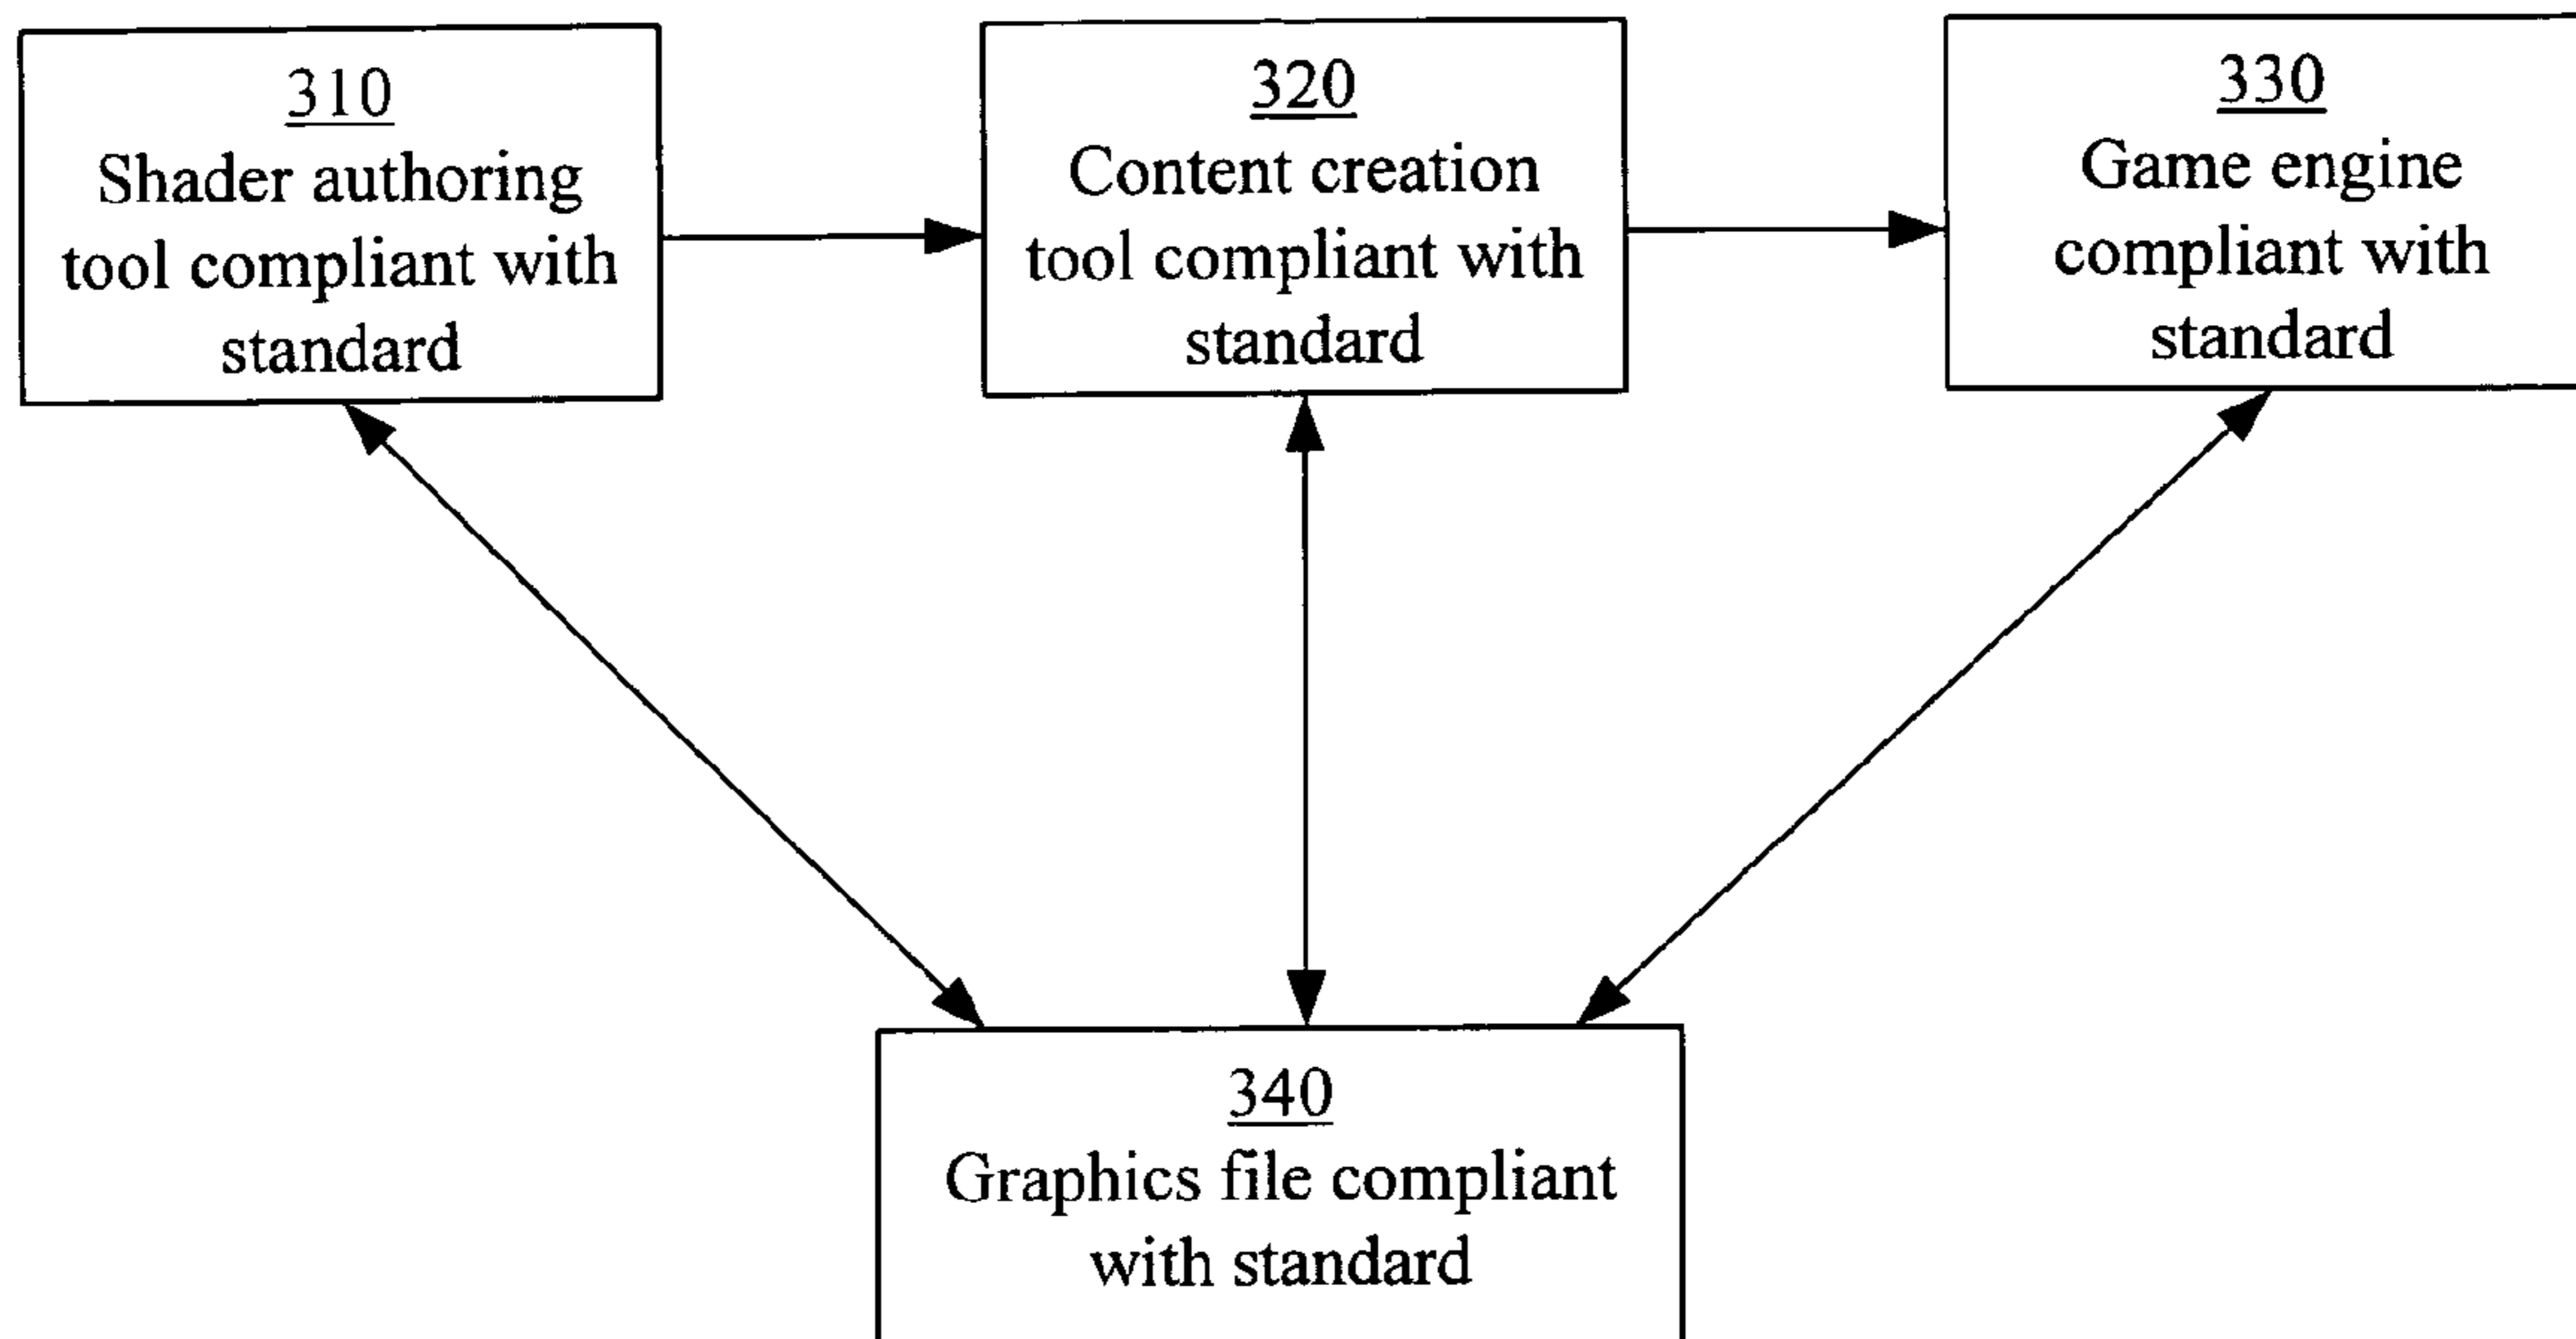 310
Shader authoring
tool compliant with
standard
320
Content creation
tool compliant with
standard
330
Game engine
compliant with
standard
340
Graphics file compliant
with standard